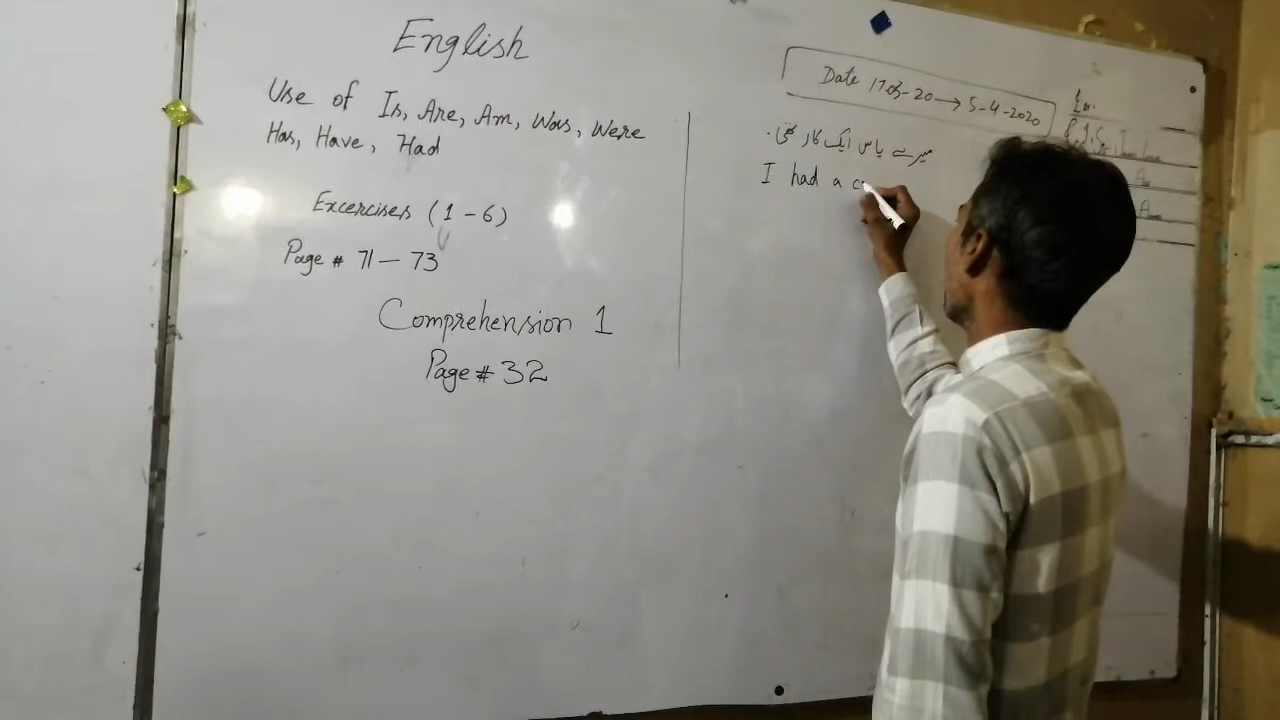 English
Use of Is, Are, Am, Was, Were
Has, Have, Had
Excercises (1 - 6)
Page # 71 — 73
Comprehension 1
Page # 32
Date 17-03-20 → 5-4-2020
میرے پاس ایک کار تھی۔
I had a c